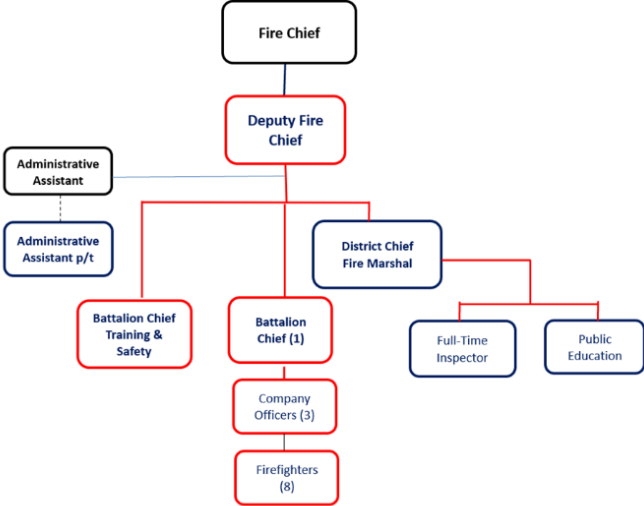 Fire Chief
Deputy Fire
Chief
Administrative
Assistant
Administrative
Assistant p/t
District Chief
Fire Marshal
Battalion Chief
Training &
Safety
Battalion
Chief (1)
Full-Time
Inspector
Public
Education
Company
Officers (3)
Firefighters
(8)